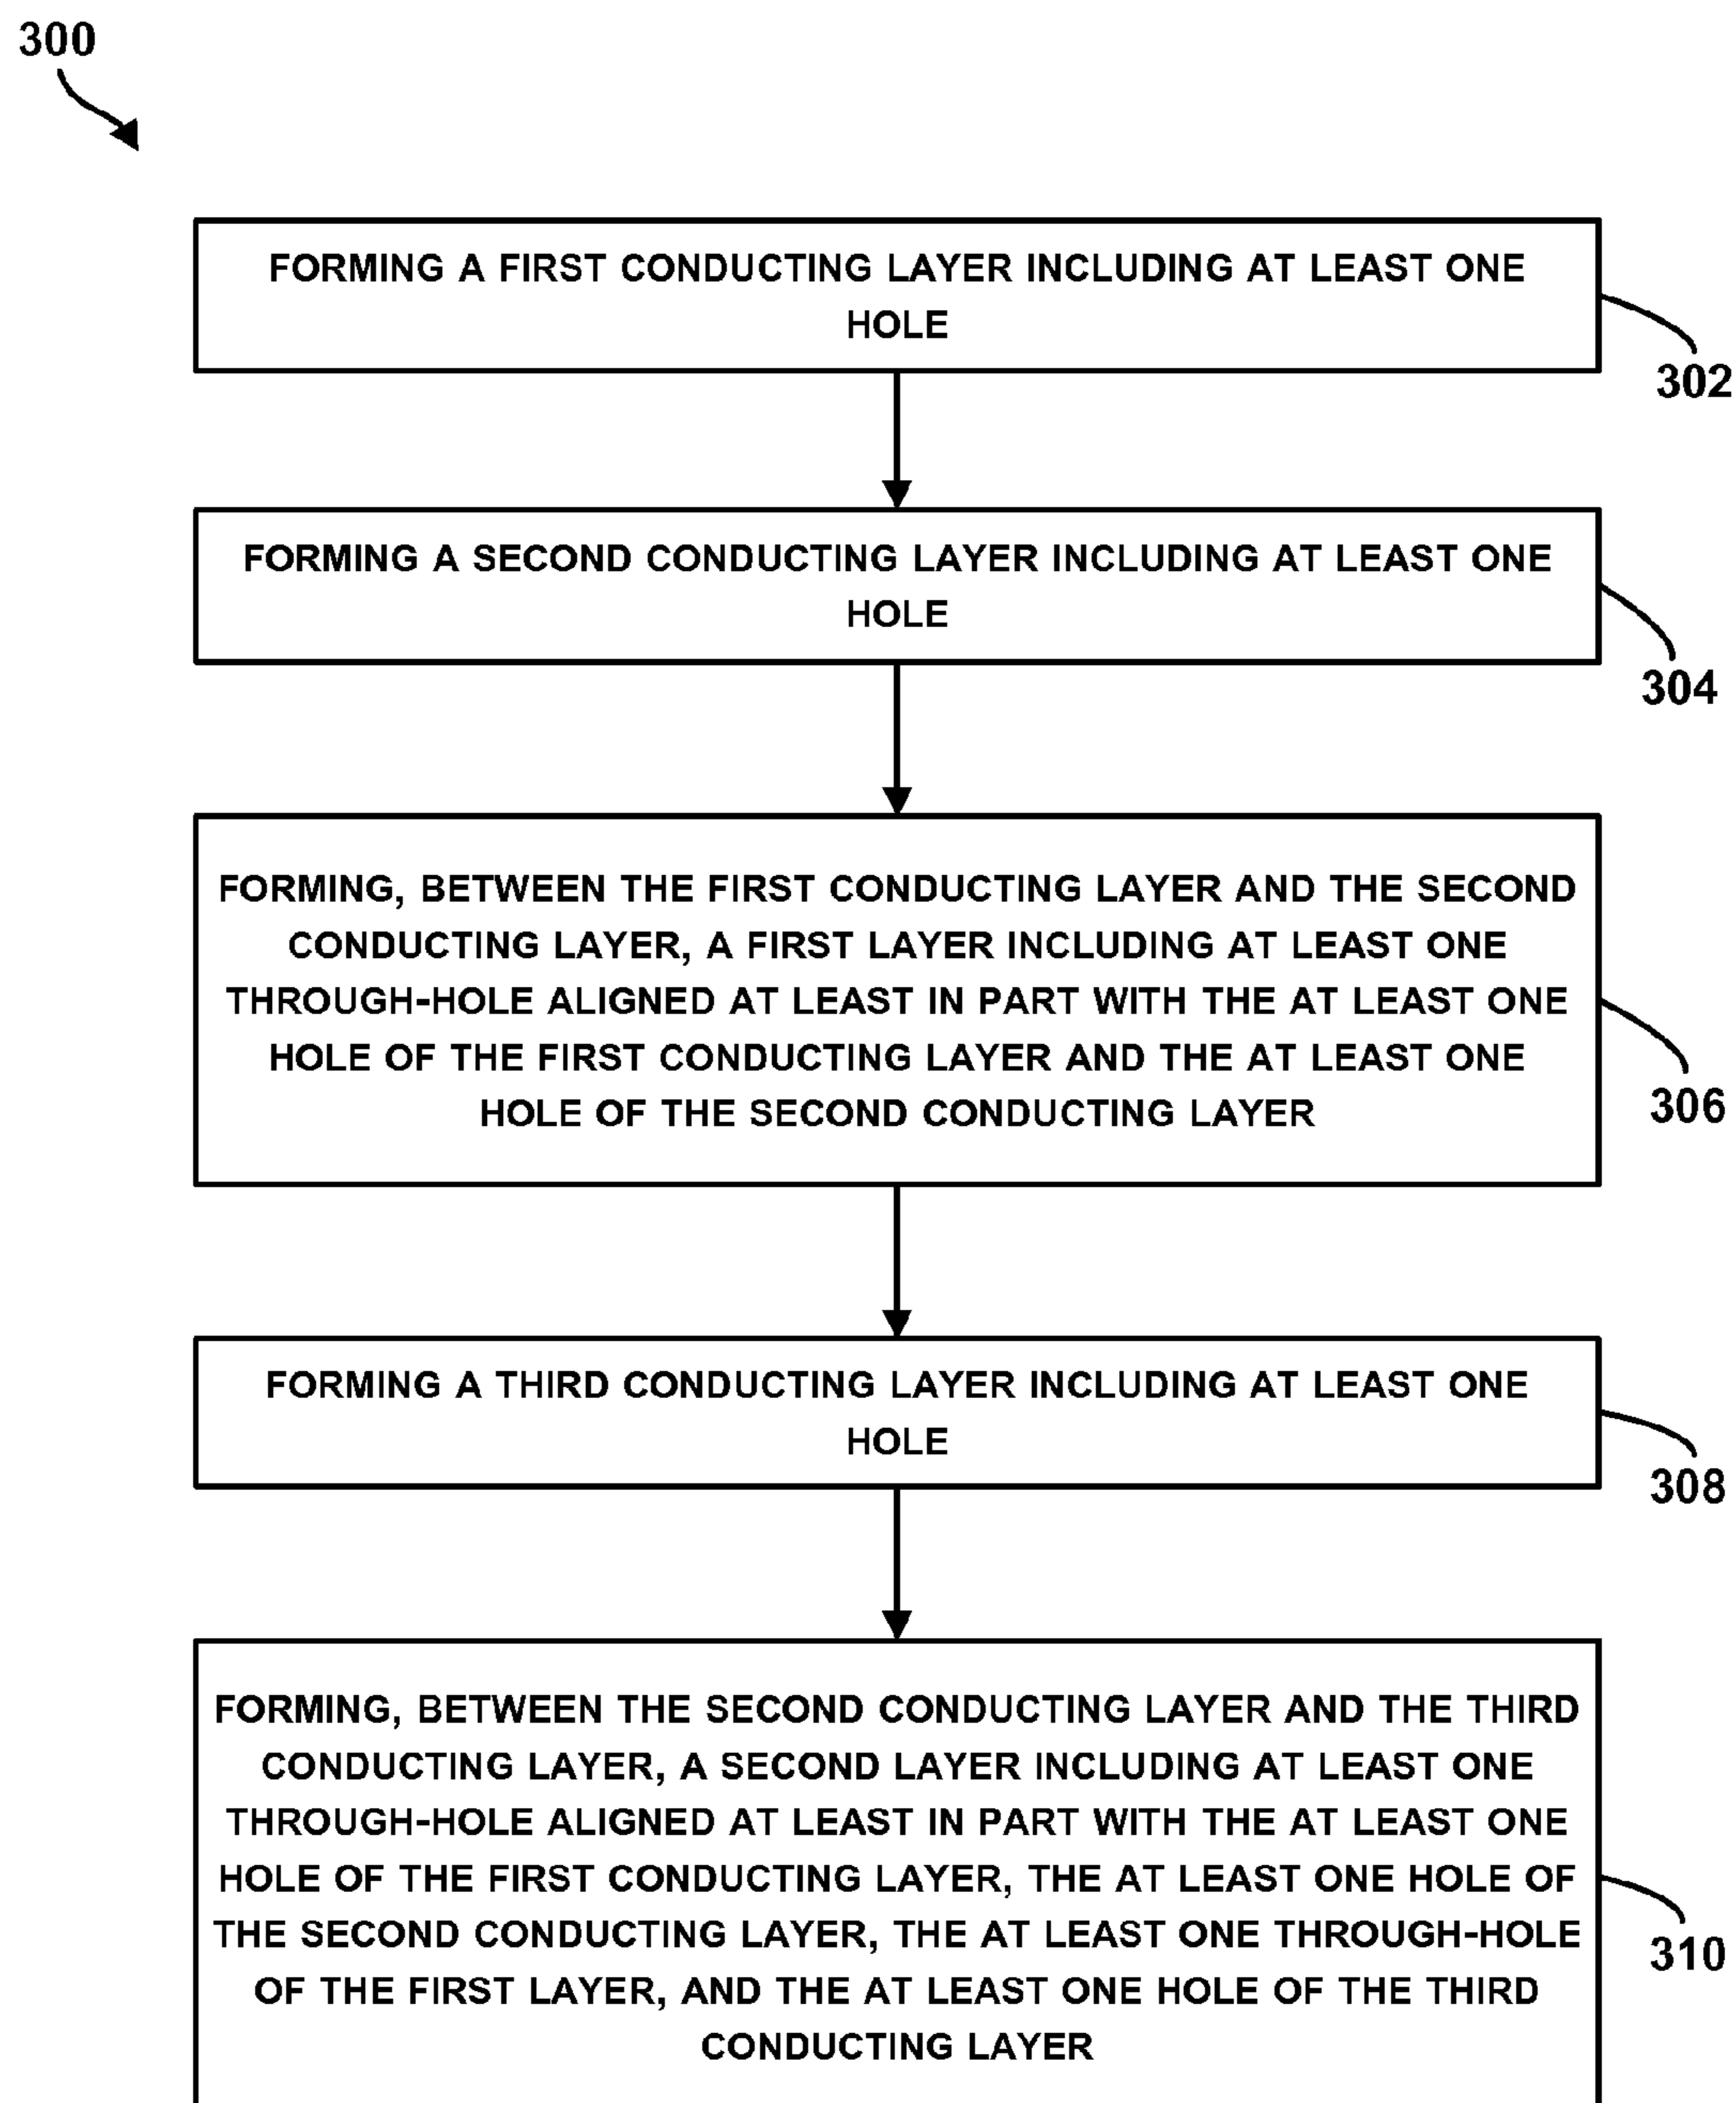 300
FORMING A FIRST CONDUCTING LAYER INCLUDING AT LEAST ONE
HOLE
302
FORMING A SECOND CONDUCTING LAYER INCLUDING AT LEAST ONE
HOLE
304
FORMING, BETWEEN THE FIRST CONDUCTING LAYER AND THE SECOND
CONDUCTING LAYER, A FIRST LAYER INCLUDING AT LEAST ONE
THROUGH-HOLE ALIGNED AT LEAST IN PART WITH THE AT LEAST ONE
HOLE OF THE FIRST CONDUCTING LAYER AND THE AT LEAST ONE
HOLE OF THE SECOND CONDUCTING LAYER
306
FORMING A THIRD CONDUCTING LAYER INCLUDING AT LEAST ONE
HOLE
308
FORMING, BETWEEN THE SECOND CONDUCTING LAYER AND THE THIRD
CONDUCTING LAYER, A SECOND LAYER INCLUDING AT LEAST ONE
THROUGH-HOLE ALIGNED AT LEAST IN PART WITH THE AT LEAST ONE
HOLE OF THE FIRST CONDUCTING LAYER, THE AT LEAST ONE HOLE OF
THE SECOND CONDUCTING LAYER, THE AT LEAST ONE THROUGH-HOLE
OF THE FIRST LAYER, AND THE AT LEAST ONE HOLE OF THE THIRD
CONDUCTING LAYER
310